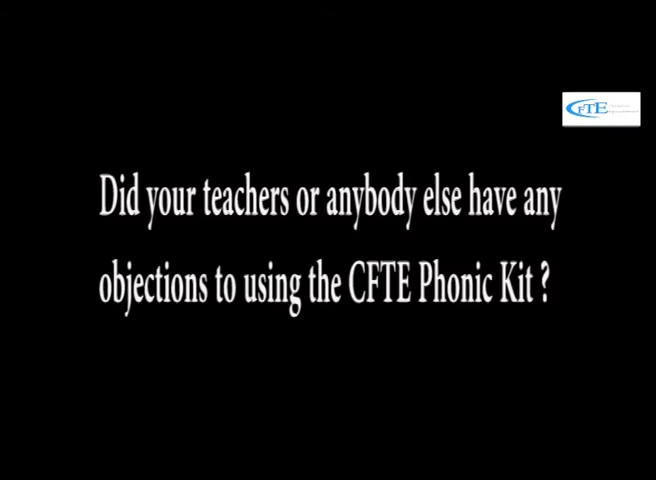 CFTE
Did your teachers or anybody else have any
objections to using the CFTE Phonic Kit ?